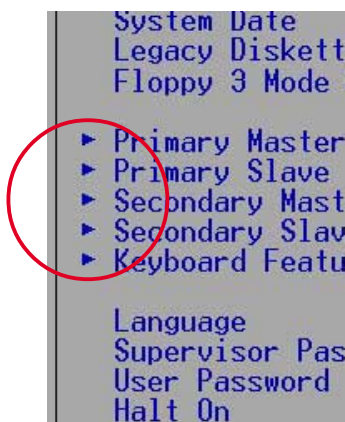 System Date
Legacy Diskett
Floppy 3 Mode
Primary Master
Primary Slave
Secondary Mast
Secondary Slav
Keyboard Featu
Language
Supervisor Pas
User Password
Halt On